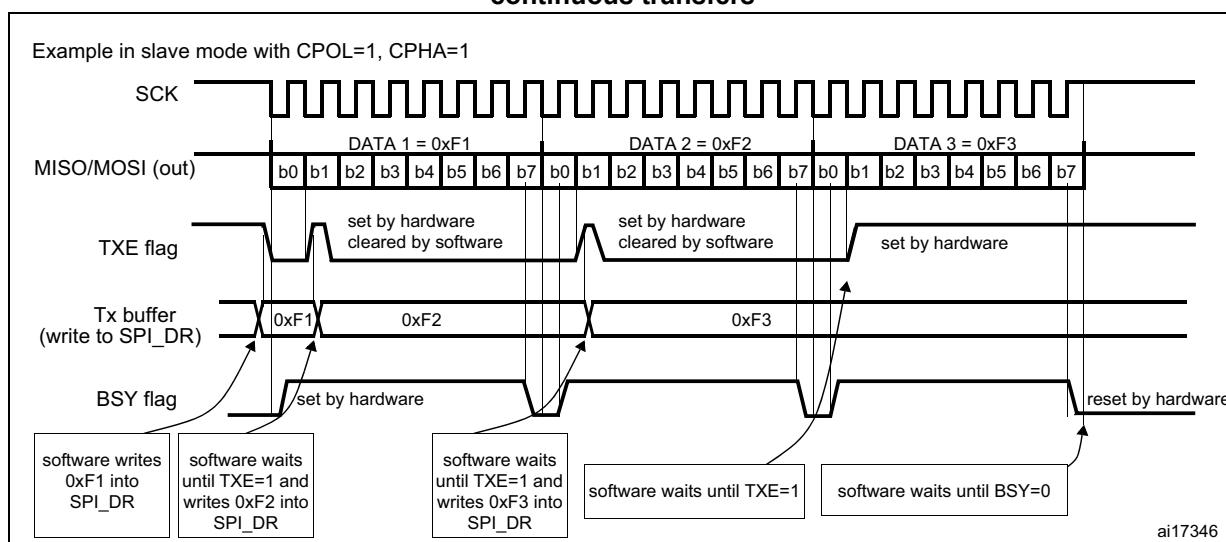 continuous transfers
Example in slave mode with CPOL=1, CPHA=1
SCK
DATA 1 = 0xF1
DATA 2 = 0xF2
DATA 3 = 0xF3
MISO/MOSI (out)
b0 b1 b2 b3 b4 b5 b6 b7 b0 b1 b2 b3 b4 b5 b6 b7 b0 b1 b2 b3 b4 b5 b6 b7
TXE flag
set by hardware
cleared by software
set by hardware
cleared by software
set by hardware
Tx buffer
(write to SPI_DR)
0xF1
0xF2
0xF3
BSY flag
set by hardware
reset by hardware
software writes
0xF1 into
SPI_DR
software waits
until TXE=1 and
writes 0xF2 into
SPI_DR
software waits
until TXE=1 and
writes 0xF3 into
SPI_DR
software waits until TXE=1
software waits until BSY=0
ai17346